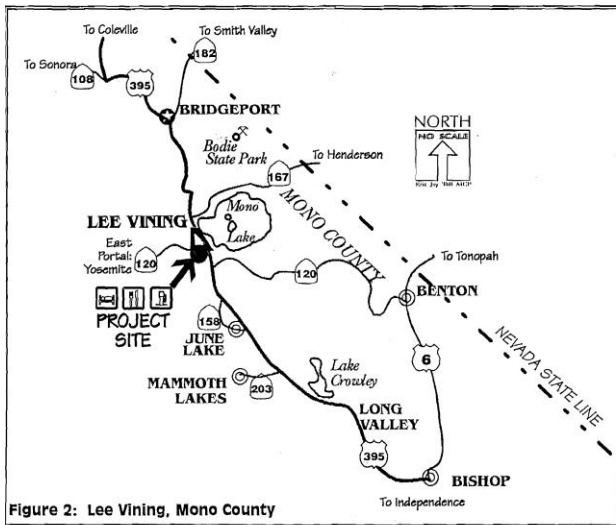 To Coleville
To Smith Valley
182
To Sonora
108
395
BRIDGEPORT
NORTH
NO SCALE
Bodie
State Park
To Henderson
167
MONO COUNTY
LEE VINING
Mono
Lake
East
Portal:
Yosemite
120
120
To Tonopah
BENTON
PROJECT
SITE
158
JUNE
LAKE
6
NEVADA STATE LINE
Lake
Crowley
MAMMOTH
LAKES
203
LONG
VALLEY
395
BISHOP
To Independence
Figure 2: Lee Vining, Mono County